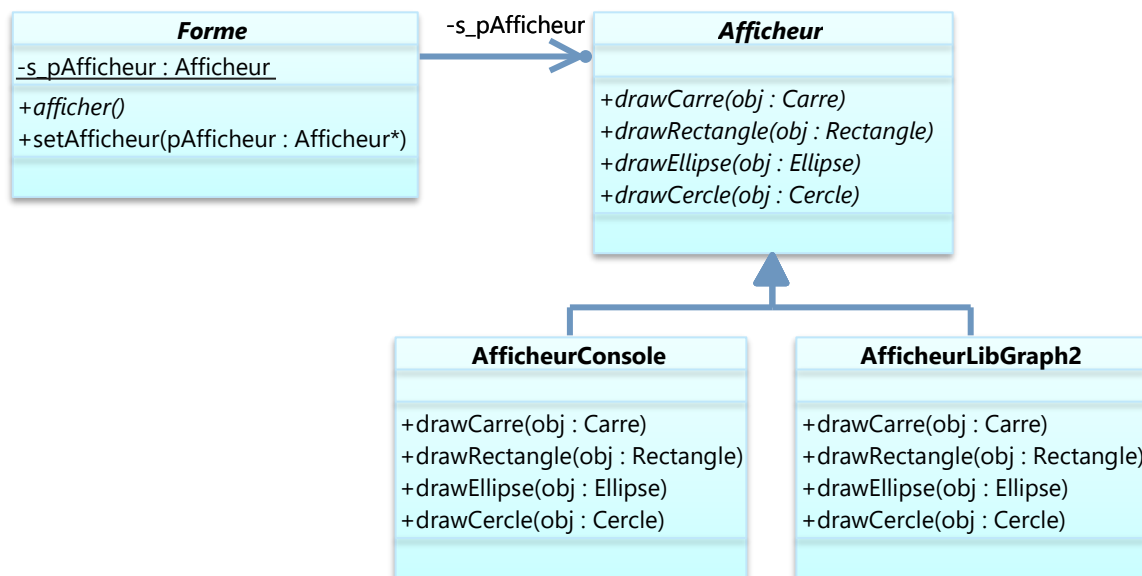 Forme
-s_pAfficheur : Afficheur
+afficher()
+setAfficheur(pAfficheur : Afficheur*)
-s_pAfficheur
Afficheur
+drawCarre(obj : Carre)
+drawRectangle(obj : Rectangle)
+drawEllipse(obj : Ellipse)
+drawCercle(obj : Cercle)
AfficheurConsole
+drawCarre(obj : Carre)
+drawRectangle(obj : Rectangle)
+drawEllipse(obj : Ellipse)
+drawCercle(obj : Cercle)
AfficheurLibGraph2
+drawCarre(obj : Carre)
+drawRectangle(obj : Rectangle)
+drawEllipse(obj : Ellipse)
+drawCercle(obj : Cercle)